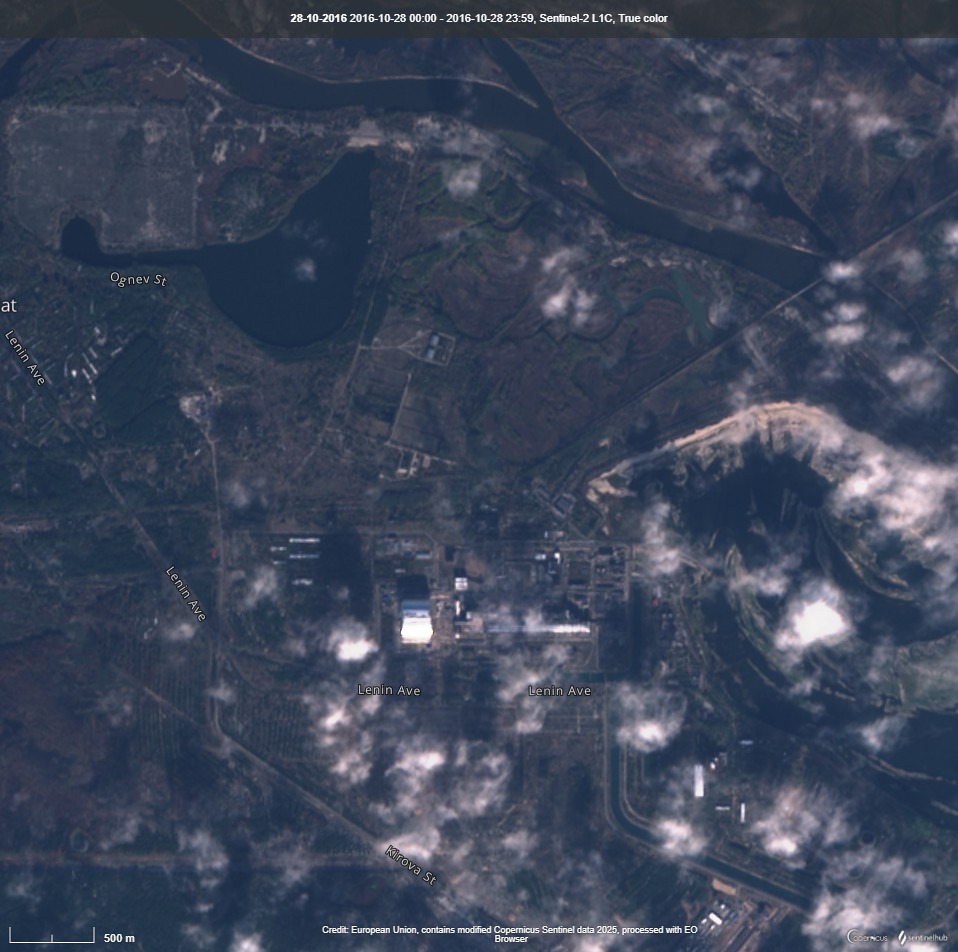 28-10-2016 2016-10-28 00:00 - 2016-10-28 23:59, Sentinel-2 L1C, True color
Ognev St
at
Lenin Ave
Lenin Ave
Lenin Ave
Lenin Ave
Kirova St
500 m
Credit: European Union, contains modified Copernicus Sentinel data 2025, processed with EO
Browser
Copernicus
sentinelhub